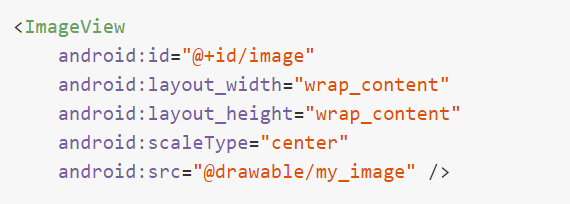 <ImageView
    android:id="@+id/image"
    android:layout_width="wrap_content"
    android:layout_height="wrap_content"
    android:scaleType="center"
    android:src="@drawable/my_image" />